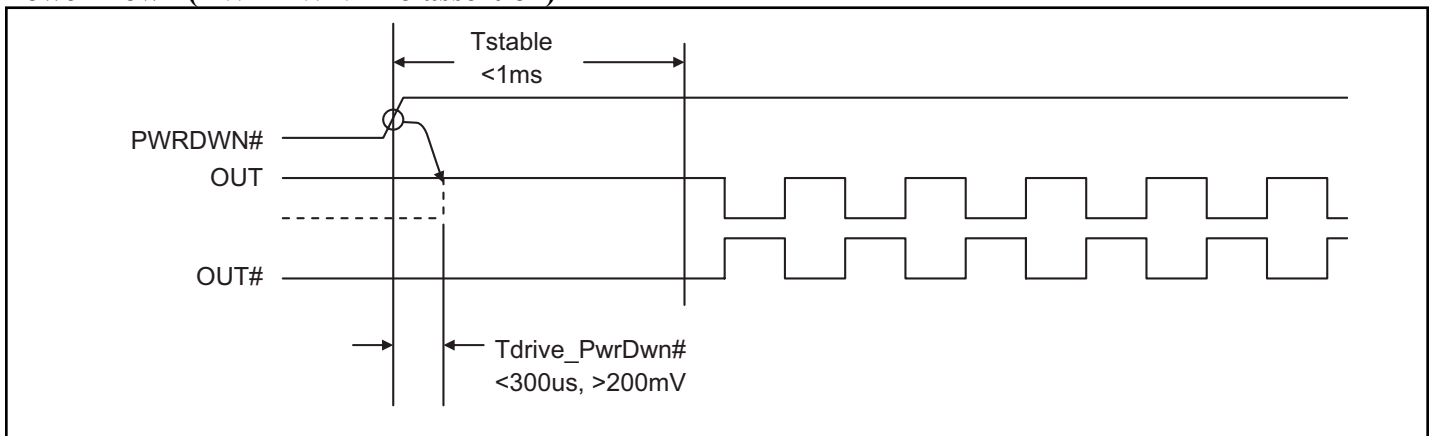 Tstable
<1ms
PWRDWN#
OUT
OUT#
Tdrive_PwrDwn#
<300us, >200mV